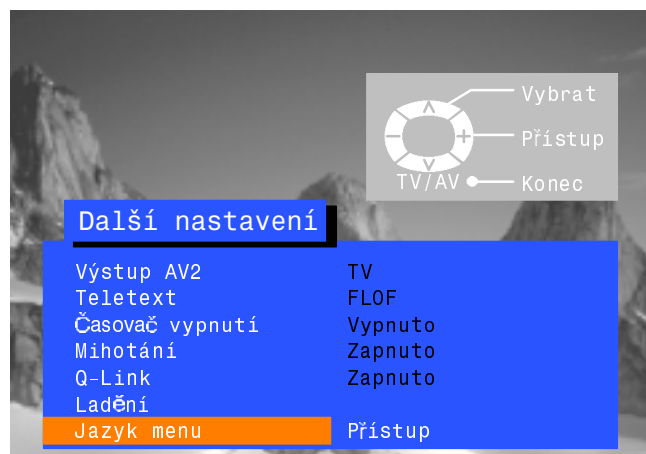 Vybrat
Přístup
TV/AV Konec
Další nastavení
Výstup AV2 TV
Teletext FLOF
Časovač vypnutí Vypnuto
Mihotání Zapnuto
Q-Link Zapnuto
Ladění
Jazyk menu Přístup